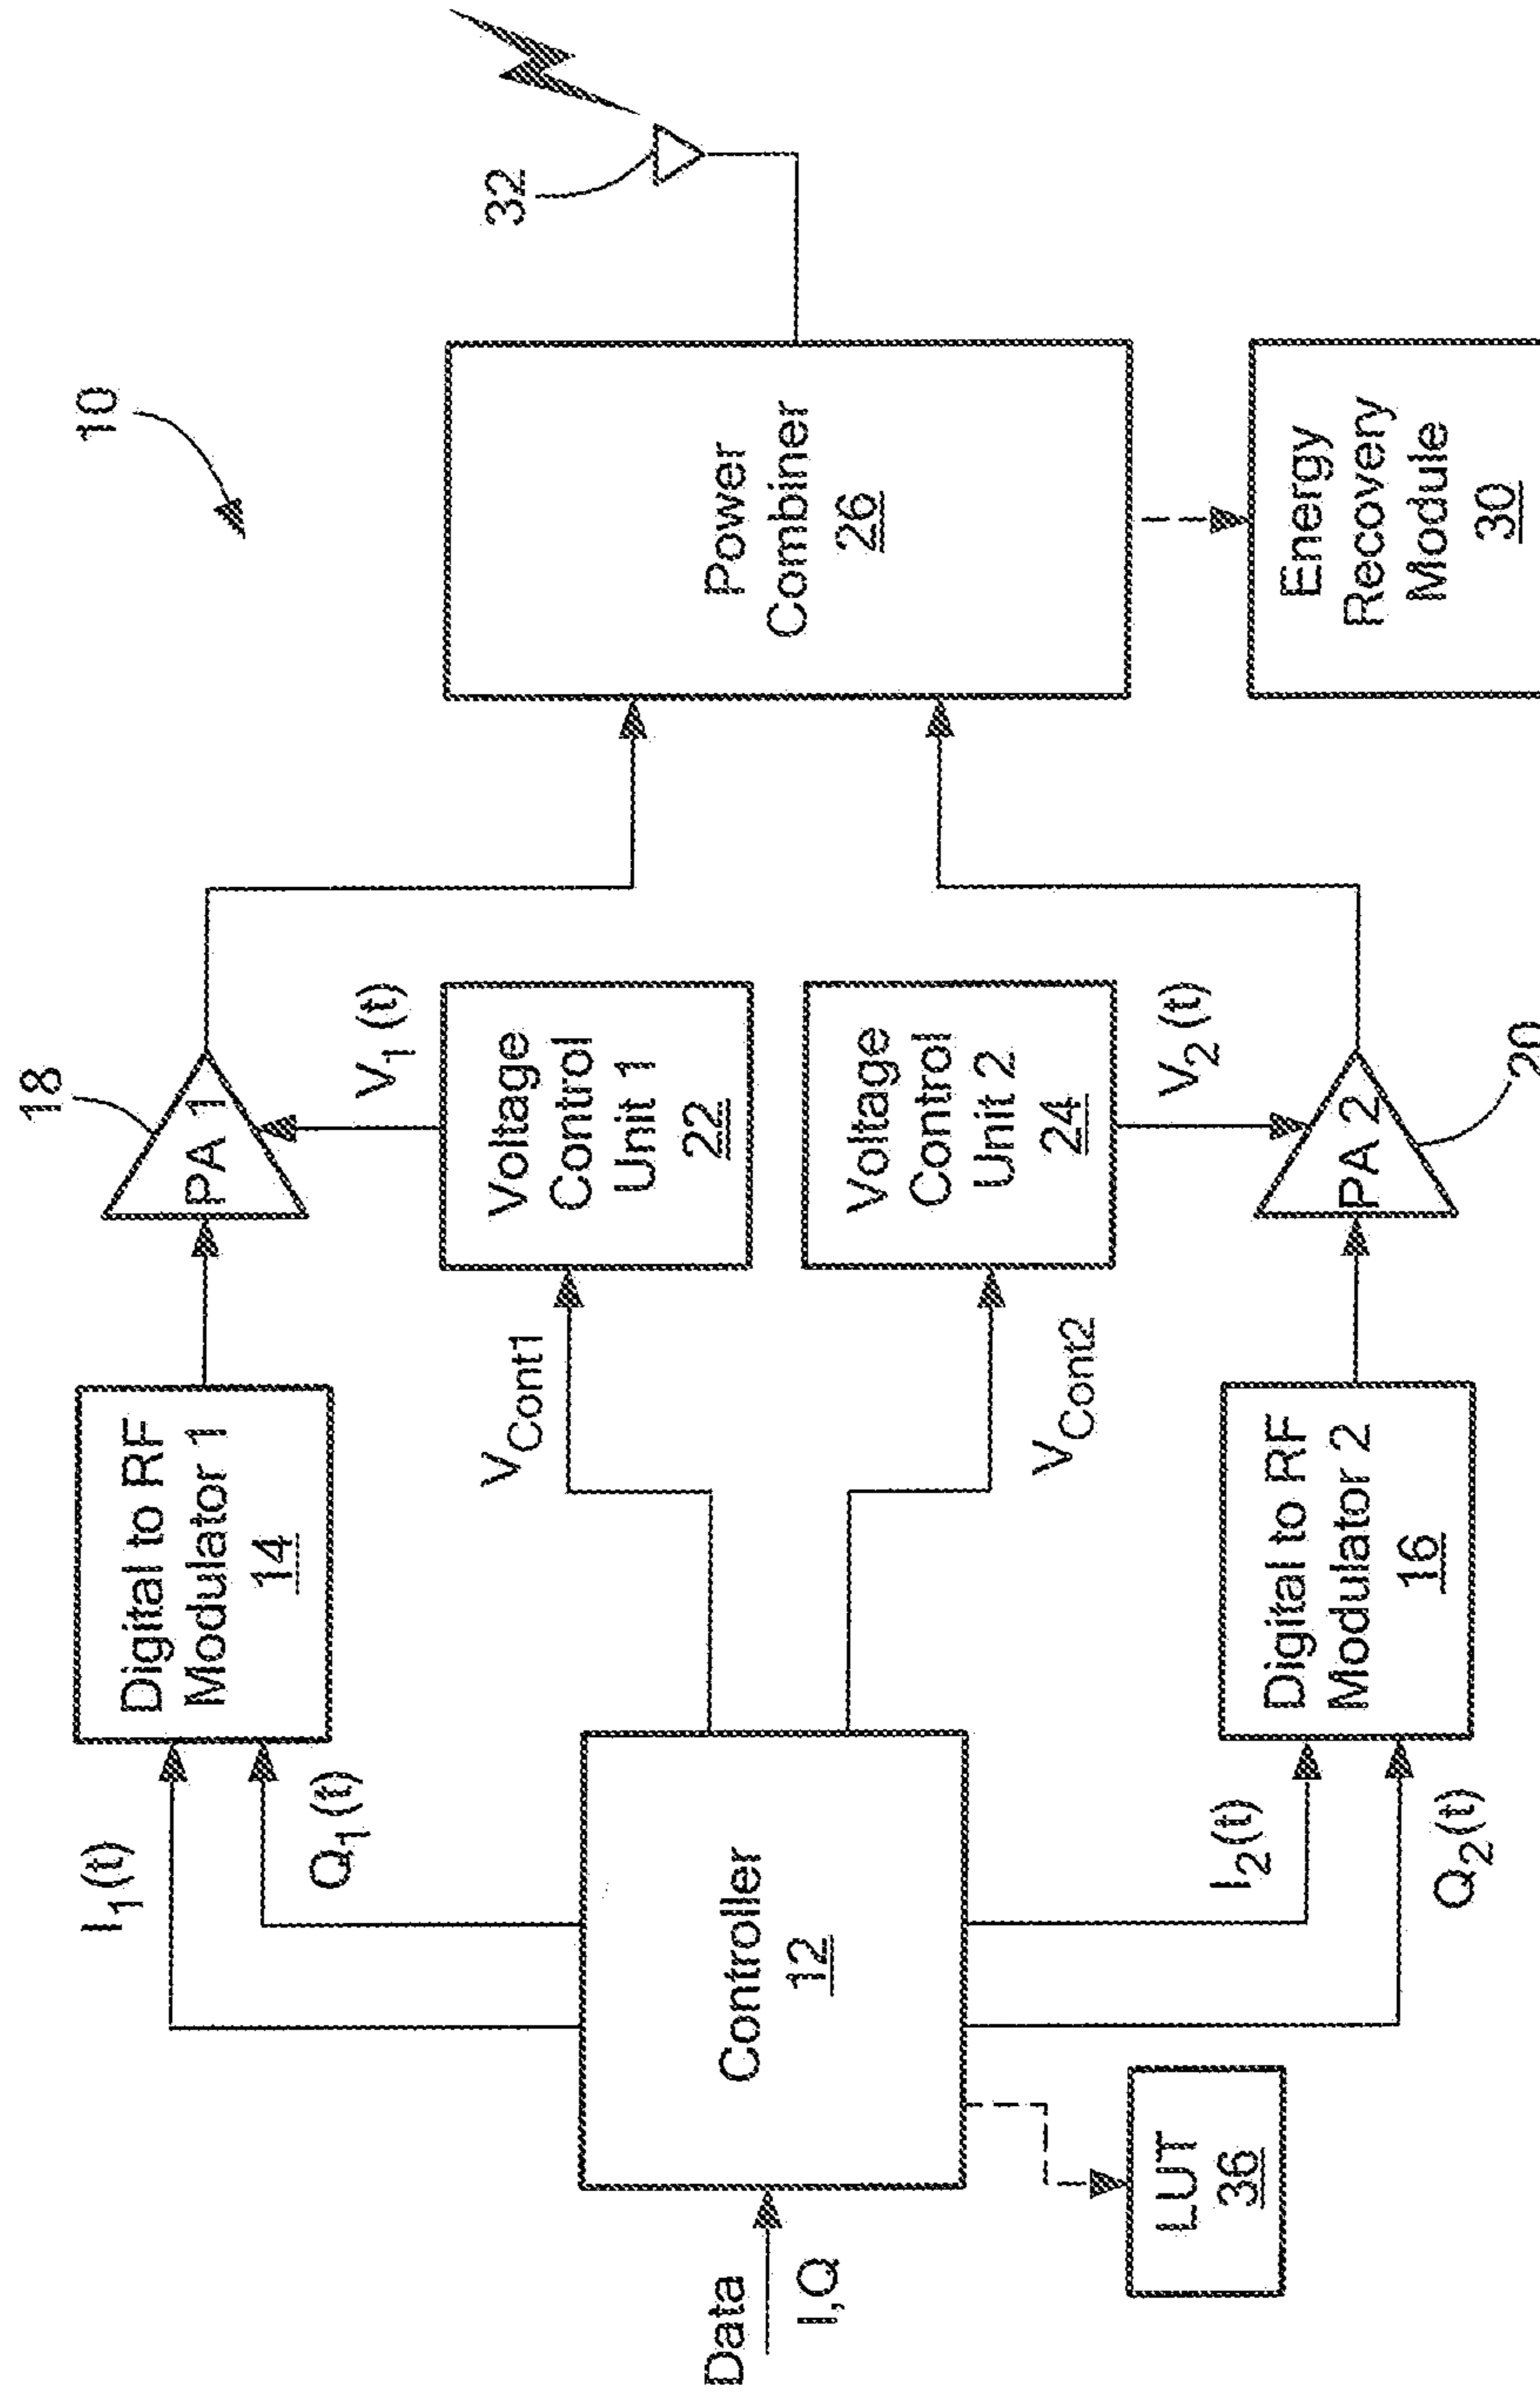 10
18
32
I1(t)
Q1(t)
Digital to RF
Modulator 1
14
PA 1
V1(t)
VCont1
Voltage
Control
Unit 1
22
Data
I,Q
Controller
12
Power
Combiner
26
Voltage
Control
Unit 2
24
VCont2
V2(t)
I2(t)
Q2(t)
Digital to RF
Modulator 2
16
PA 2
20
LUT
36
Energy
Recovery
Module
30